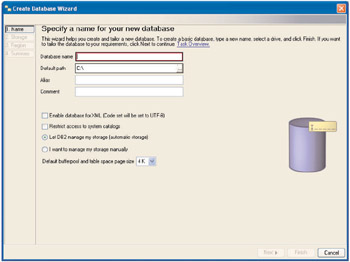 Create Database Wizard
1. Name
2. Storage
3. Region
4. Summary
Specify a name for your new database
This wizard helps you create and tailor a new database. To create a basic database, type a new name, select a drive, and click Finish. If you want
to tailor the database to your requirements, click Next to continue. Task Overview...
Database name
Default path C:\ ...
Alias
Comment
Enable database for XML (Code set will be set to UTF-8)
Restrict access to system catalogs
Let DB2 manage my storage (automatic storage)
I want to manage my storage manually
Default bufferpool and table space page size 4 K
Next
Finish
Cancel